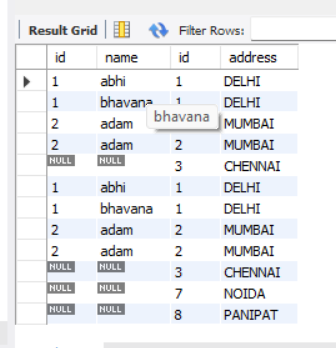 Result Grid Filter Rows:
id name id address
1 abhi 1 DELHI
1 bhavana 1 DELHI
bhavana
2 adam 2 MUMBAI
2 adam 2 MUMBAI
NULL NULL 3 CHENNAI
1 abhi 1 DELHI
1 bhavana 1 DELHI
2 adam 2 MUMBAI
2 adam 2 MUMBAI
NULL NULL 3 CHENNAI
NULL NULL 7 NOIDA
NULL NULL 8 PANIPAT